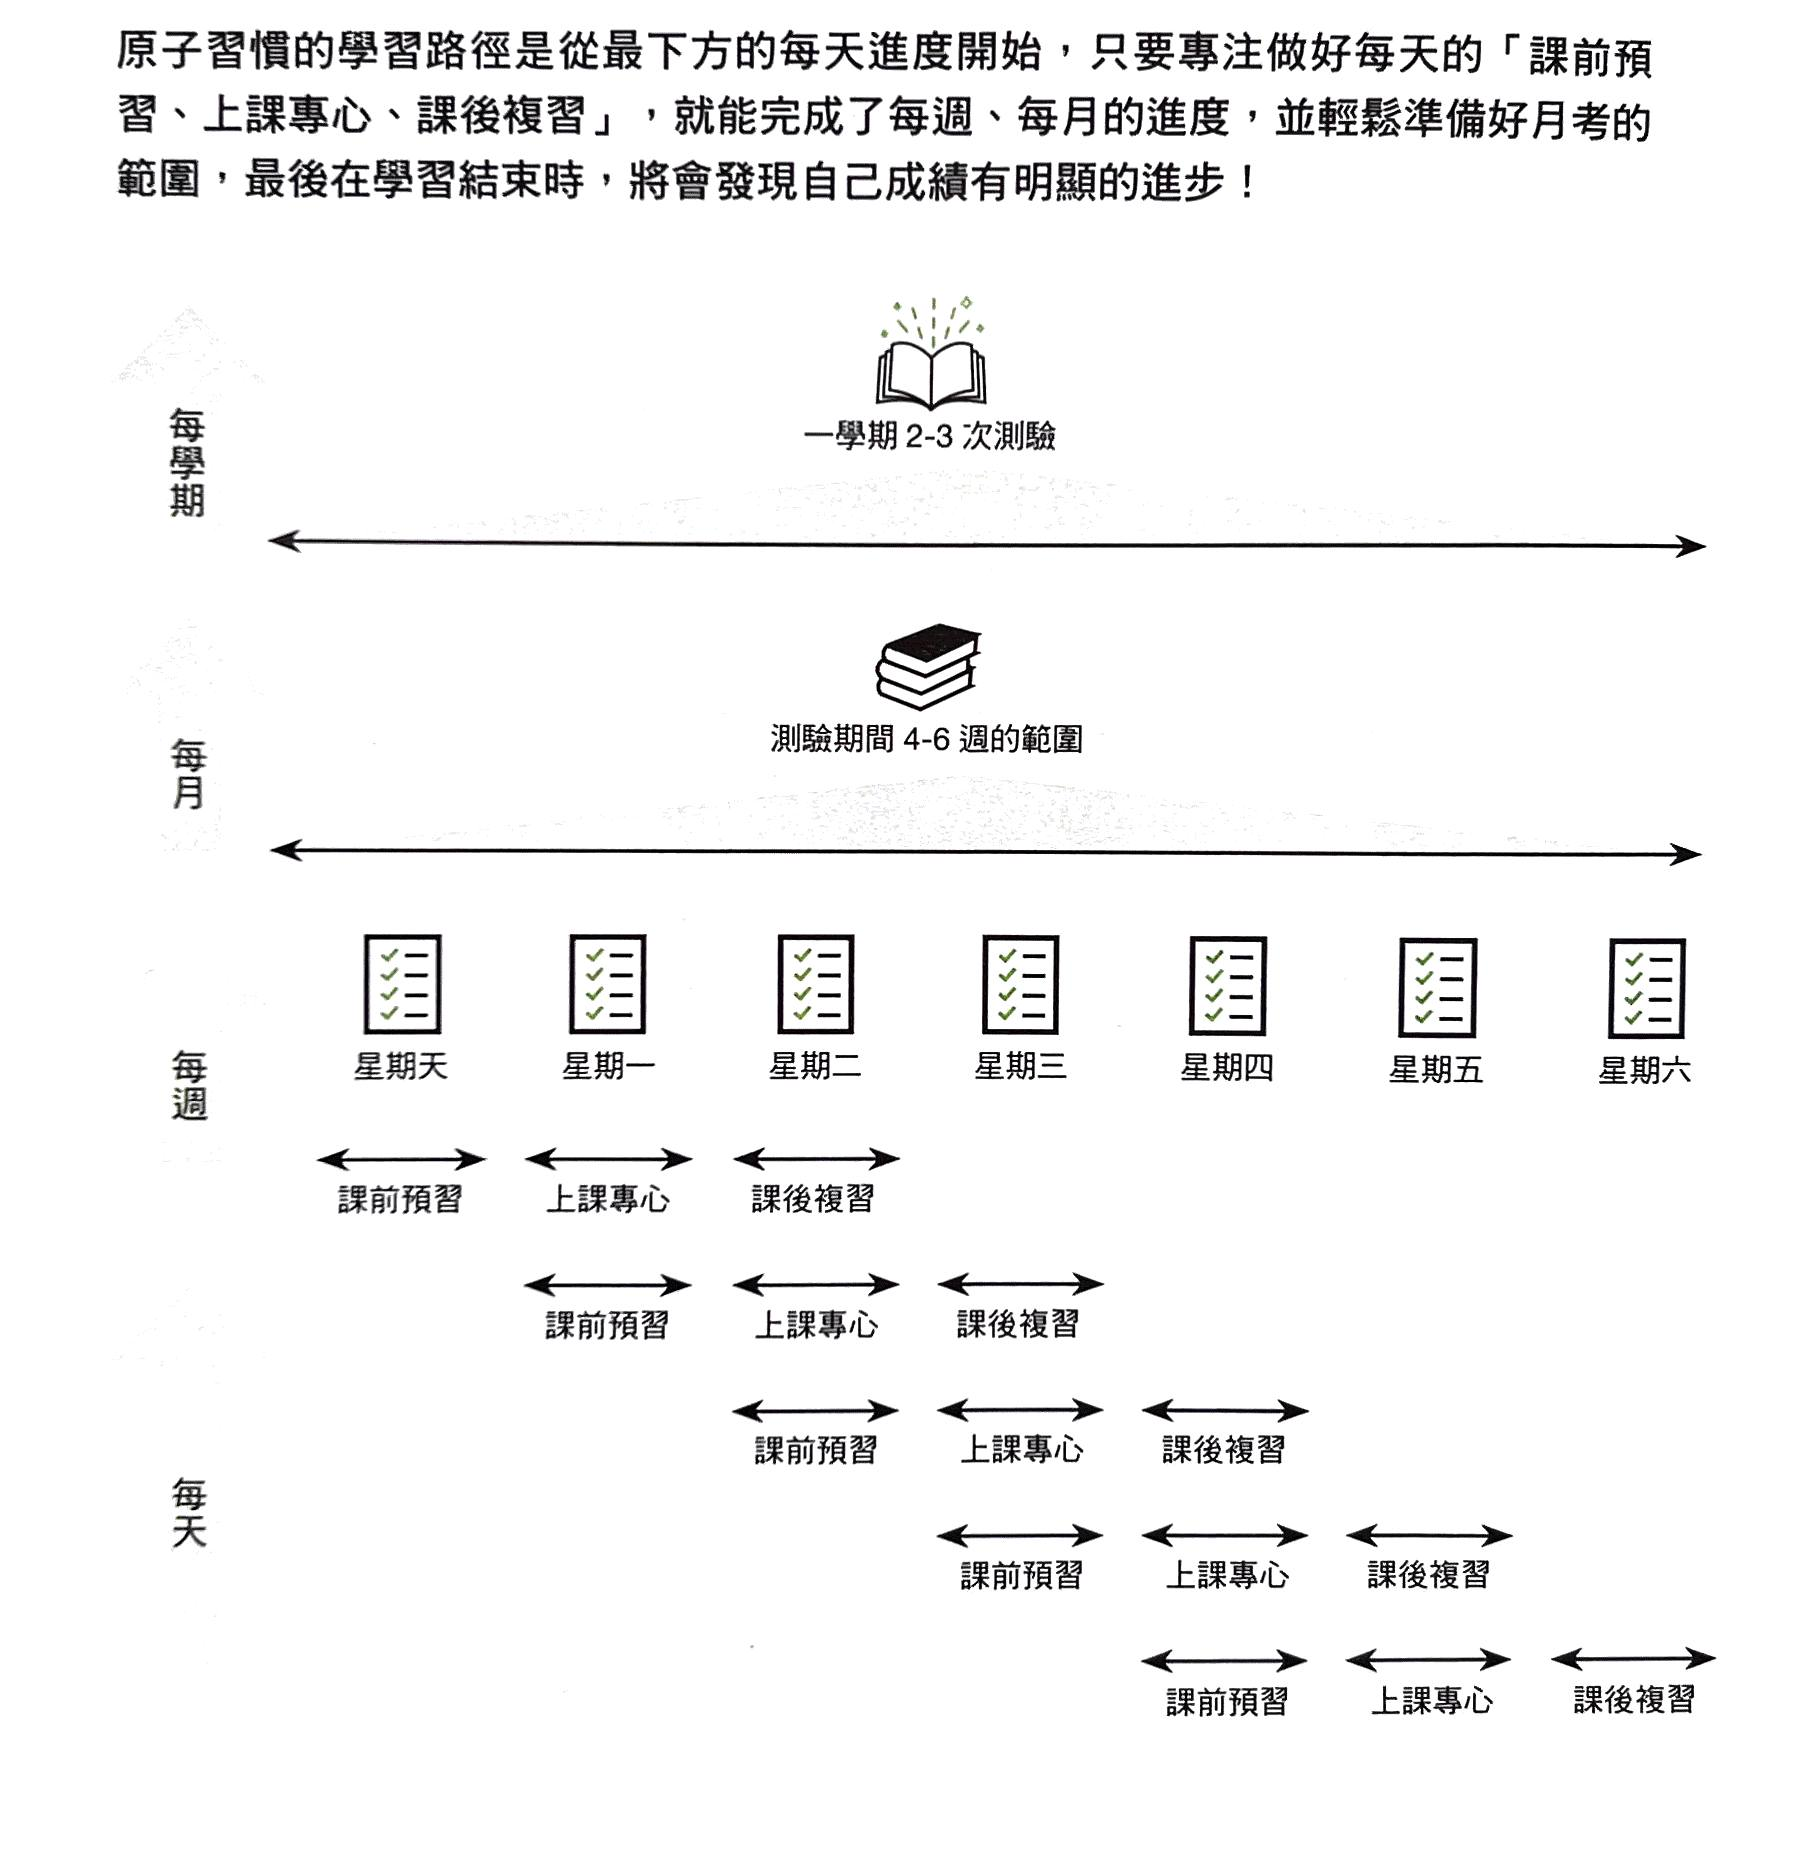 原子習慣的學習路徑是從最下方的每天進度開始，只要專注做好每天的「課前預
習、上課專心、課後複習」，就能完成了每週、每月的進度，並輕鬆準備好月考的
範圍，最後在學習結束時，將會發現自己成績有明顯的進步！
每學期
一學期 2-3 次測驗
每月
測驗期間 4-6 週的範圍
每週
星期天 星期一 星期二 星期三 星期四 星期五 星期六
課前預習 上課專心 課後複習
課前預習 上課專心 課後複習
課前預習 上課專心 課後複習
每天
課前預習 上課專心 課後複習
課前預習 上課專心 課後複習